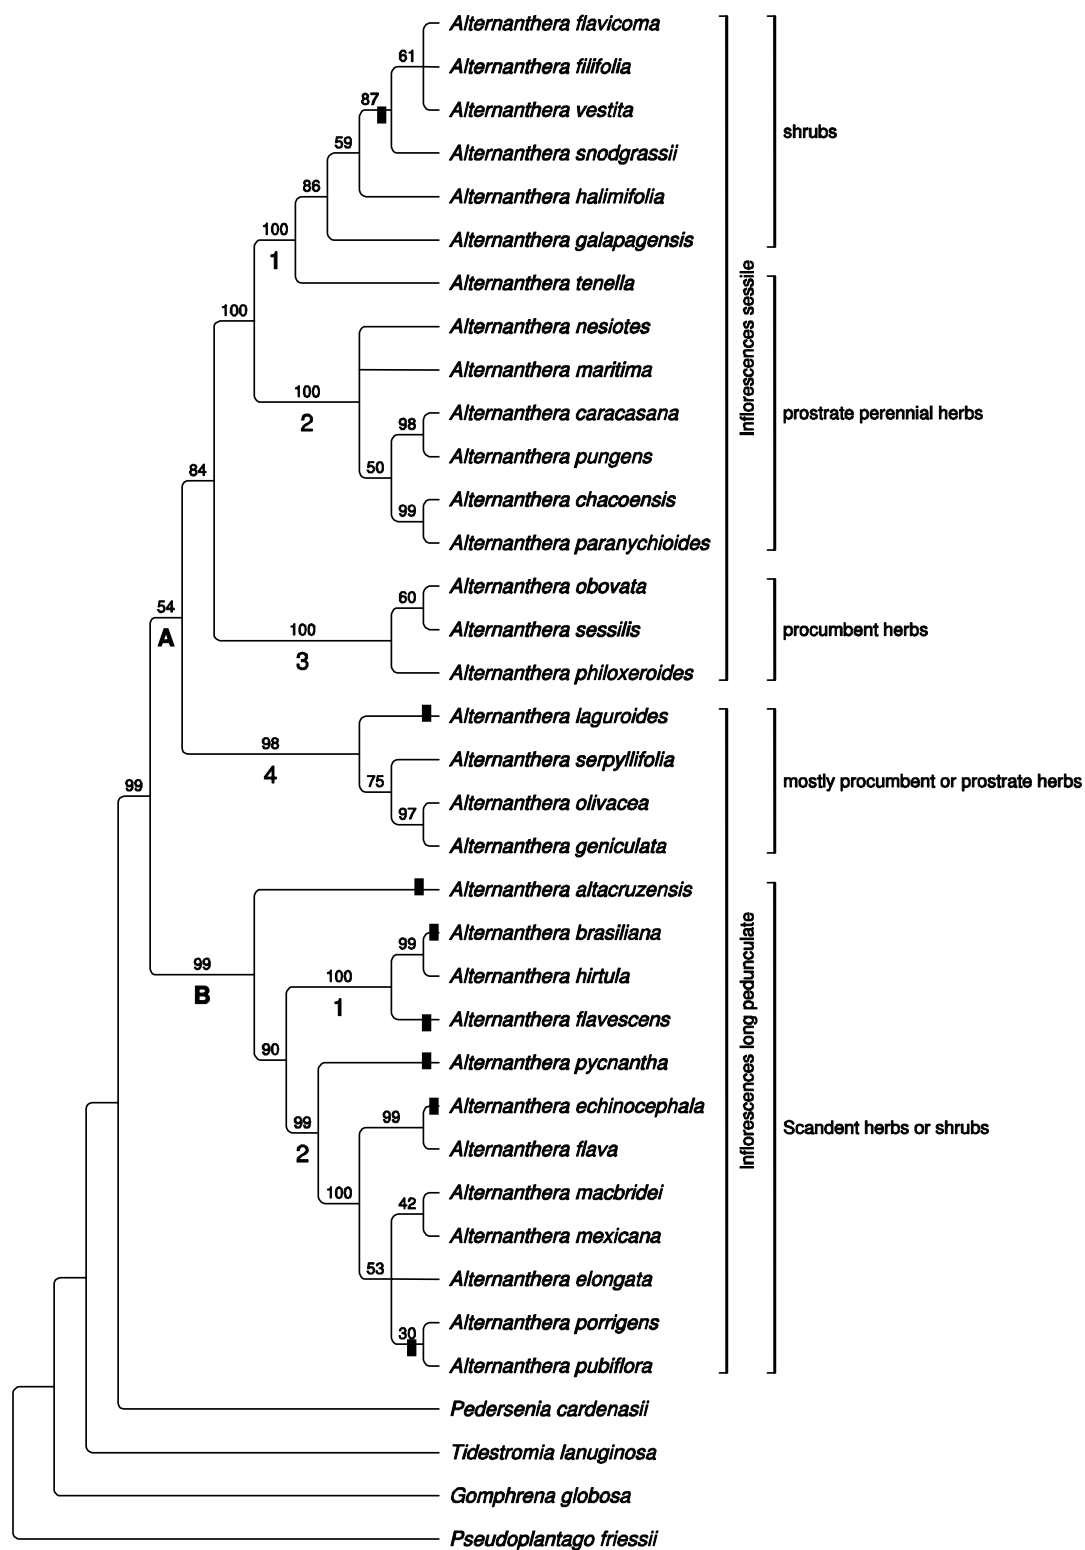 Alternanthera flavicoma
61
Alternanthera filifolia
87
Alternanthera vestita
shrubs
59
Alternanthera snodgrassii
86
Alternanthera halimifolia
100
1
Alternanthera galapagensis
Alternanthera tenella
100
Alternanthera nesiotes
Inflorescences sessile
Alternanthera maritima
100
2
98
Alternanthera caracasana
prostrate perennial herbs
50
Alternanthera pungens
84
99
Alternanthera chacoensis
Alternanthera paranychioides
54
A
60
Alternanthera obovata
100
3
Alternanthera sessilis
procumbent herbs
Alternanthera philoxeroides
Alternanthera laguroides
98
4
Alternanthera serpyllifolia
99
75
mostly procumbent or prostrate herbs
97
Alternanthera olivacea
Alternanthera geniculata
Alternanthera altacruzensis
99
B
99
Alternanthera brasiliana
100
1
Alternanthera hirtula
Inflorescences long pedunculate
Alternanthera flavescens
90
Alternanthera pycnantha
99
2
99
Alternanthera echinocephala
Scandent herbs or shrubs
Alternanthera flava
100
42
Alternanthera macbridei
Alternanthera mexicana
53
Alternanthera elongata
30
Alternanthera porrigens
Alternanthera pubiflora
Pedersenia cardenasii
Tidestromia lanuginosa
Gomphrena globosa
Pseudoplantago friessii